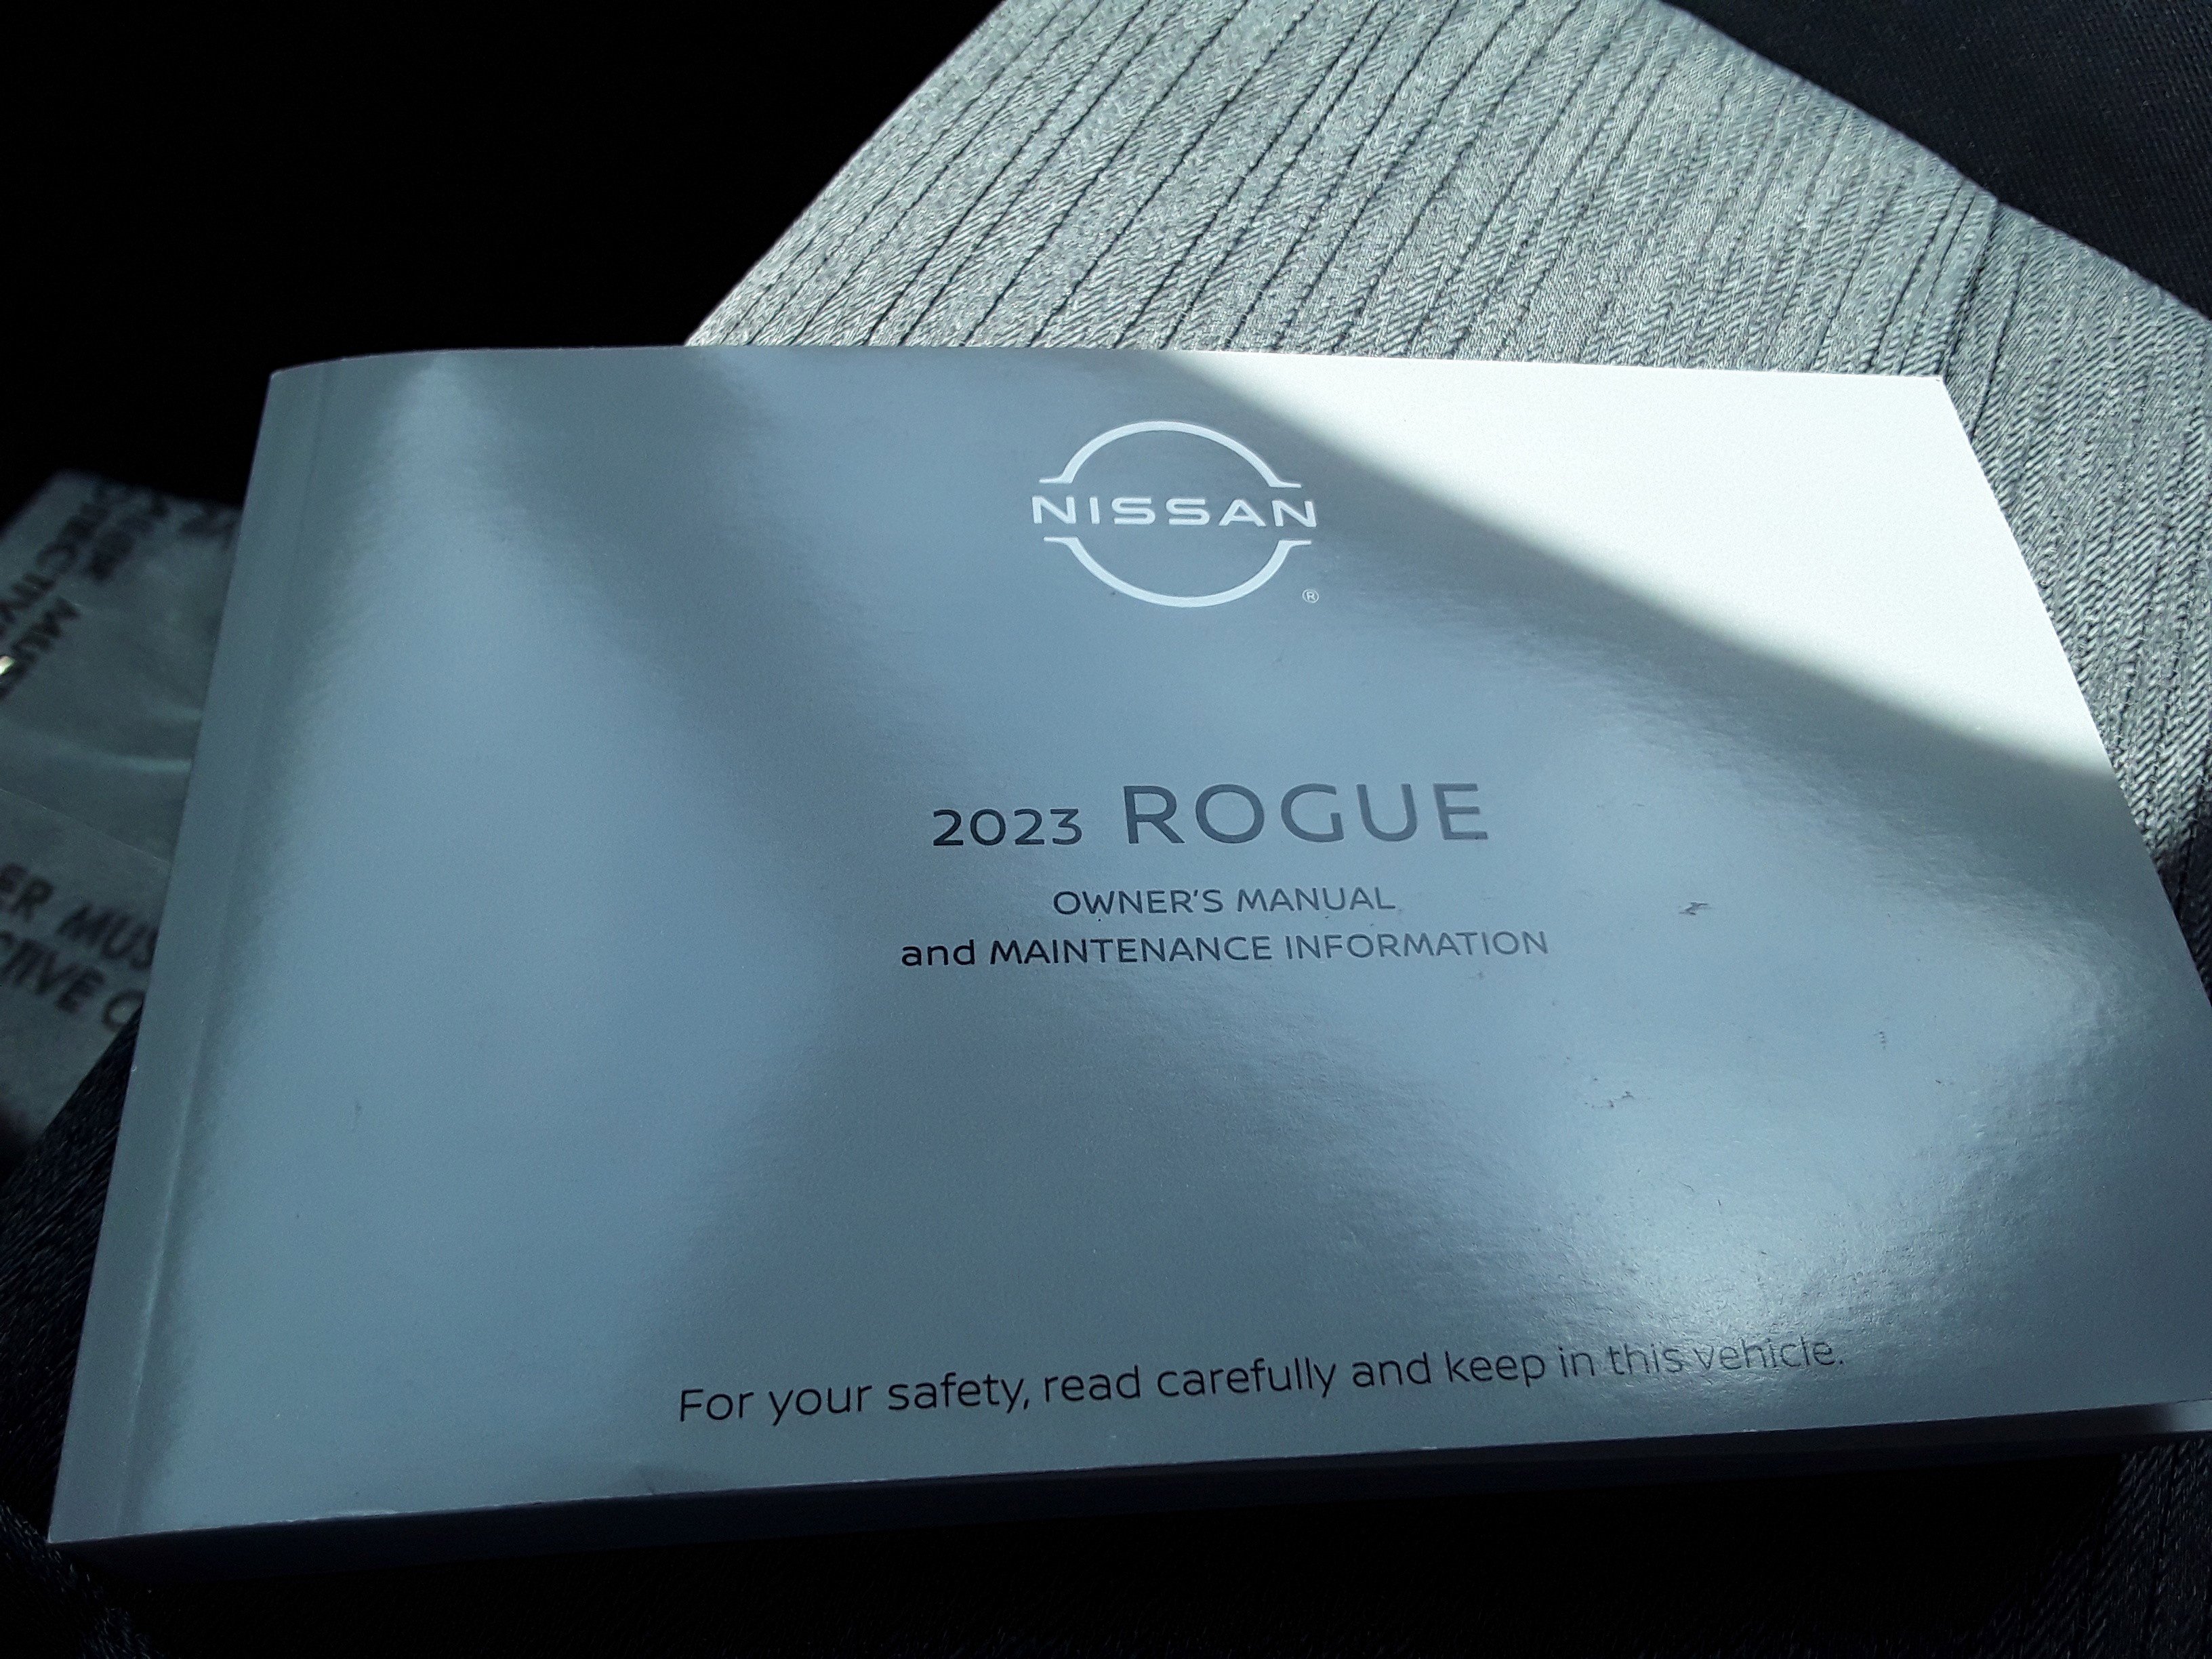 NISSAN
®
2023 ROGUE
OWNER'S MANUAL
and MAINTENANCE INFORMATION
For your safety, read carefully and keep in this vehicle.